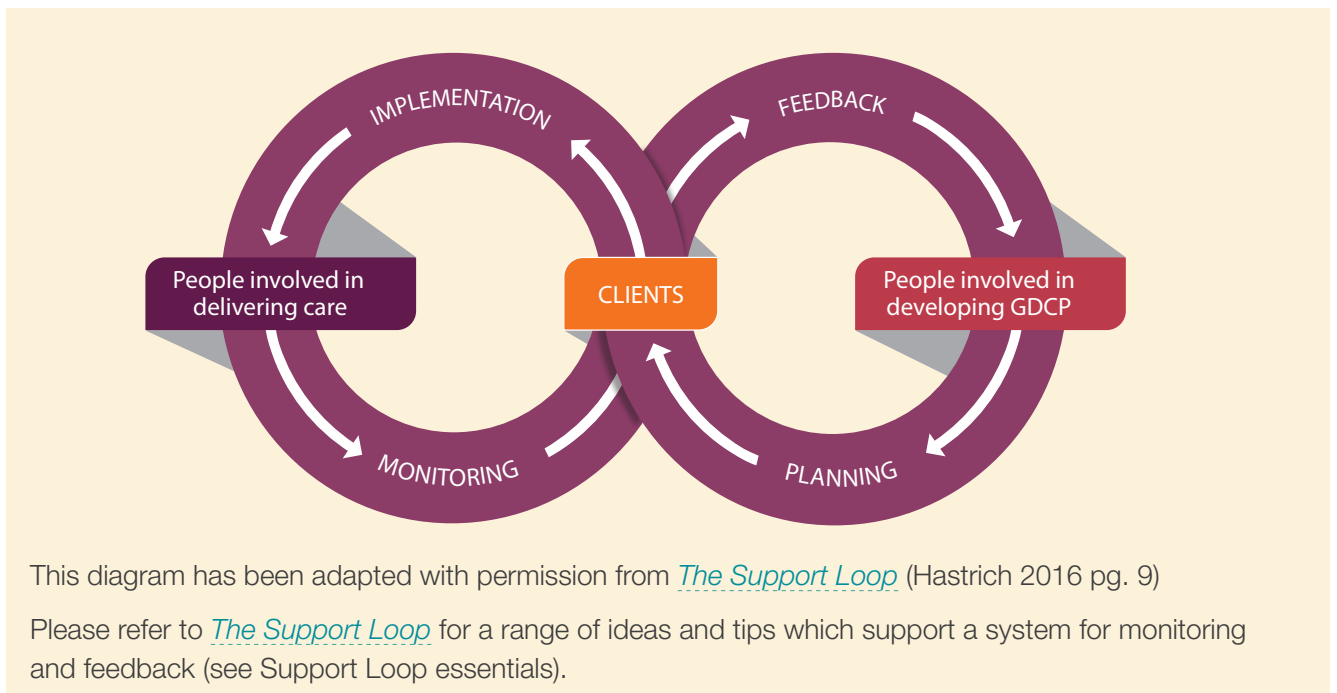 IMPLEMENTATION
FEEDBACK
People involved in
delivering care
CLIENTS
People involved in
developing GDCP
MONITORING
PLANNING
This diagram has been adapted with permission from The Support Loop (Hastrich 2016 pg. 9)
Please refer to The Support Loop for a range of ideas and tips which support a system for monitoring
and feedback (see Support Loop essentials).